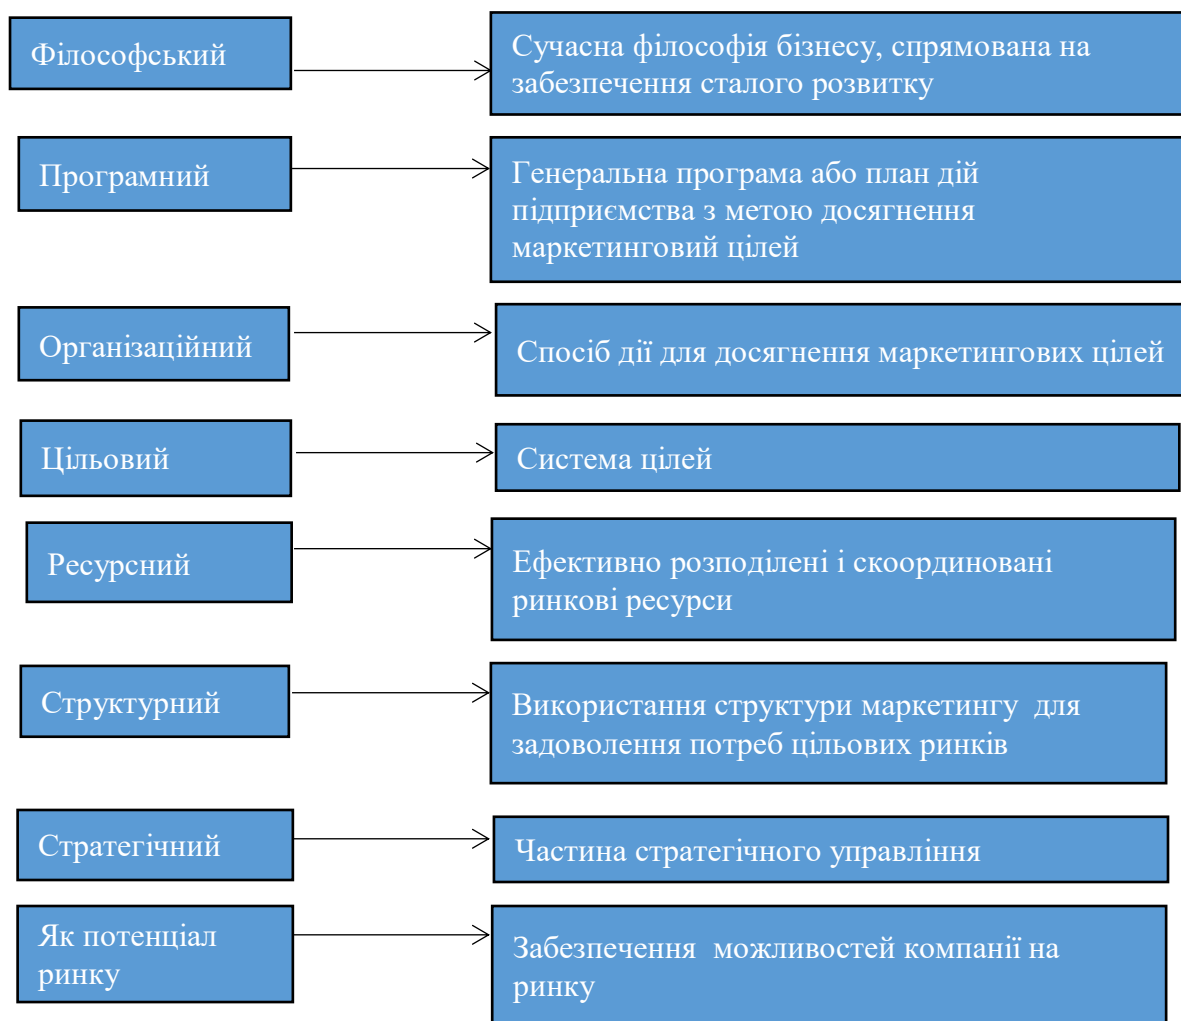 Філософський
Сучасна філософія бізнесу, спрямована на
забезпечення сталого розвитку
Програмний
Генеральна програма або план дій
підприємства з метою досягнення
маркетинговий цілей
Організаційний
Спосіб дії для досягнення маркетингових цілей
Цільовий
Система цілей
Ресурсний
Ефективно розподілені і скоординовані
ринкові ресурси
Структурний
Використання структури маркетингу  для
задоволення потреб цільових ринків
Стратегічний
Частина стратегічного управління
Як потенціал
ринку
Забезпечення  можливостей компанії на
ринку